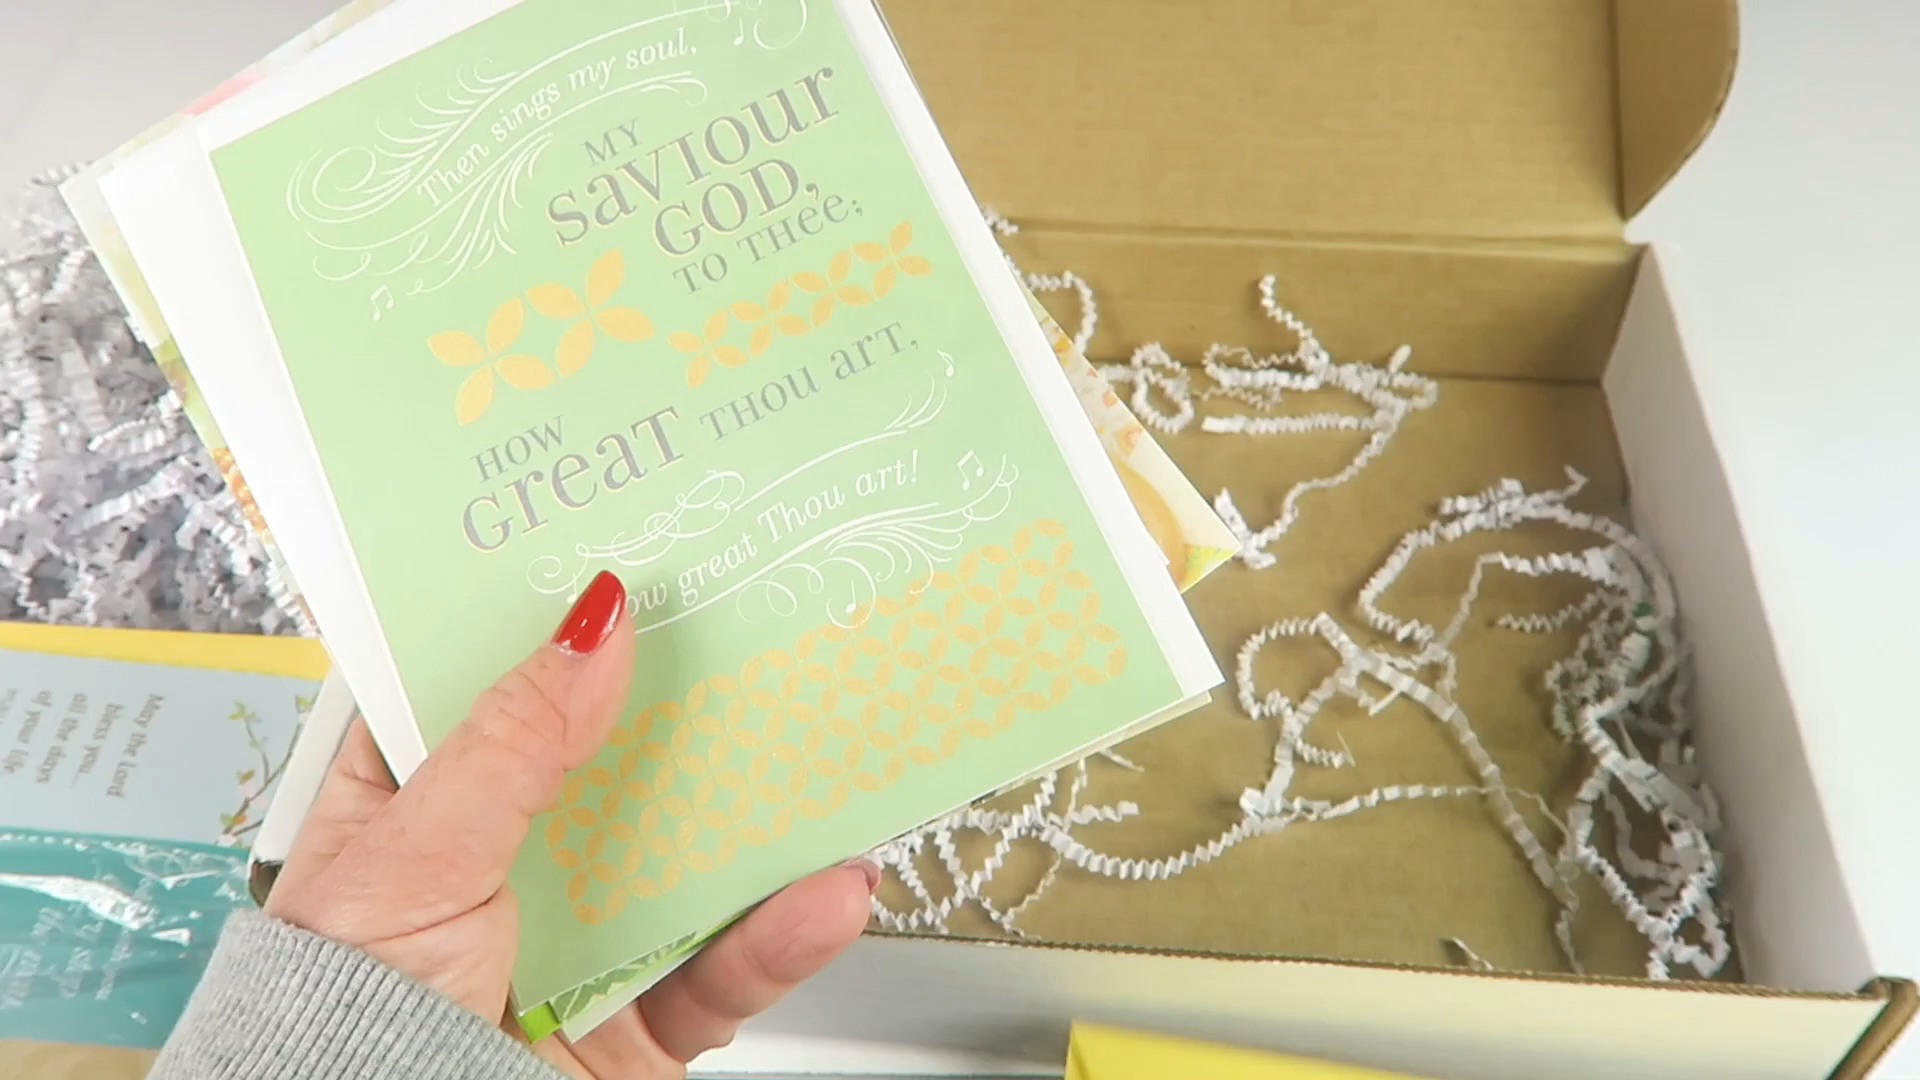 Then sings my soul,
MY
saviour
GOD,
TO THee;
HOW
Great THOU art,
How great Thou art!
May the Lord
bless you...
all the days
of your life